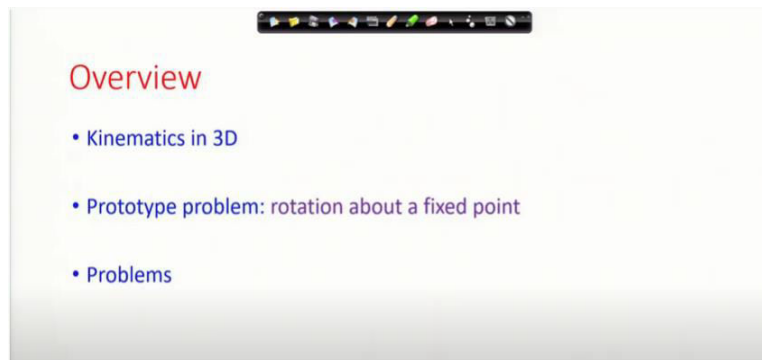 Overview
• Kinematics in 3D
• Prototype problem: rotation about a fixed point
• Problems